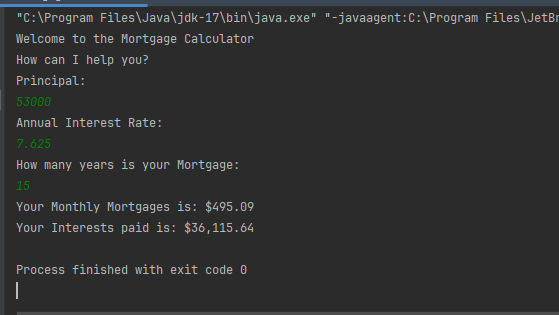 "C:\Program Files\Java\jdk-17\bin\java.exe" "-javaagent:C:\Program Files\JetBr
Welcome to the Mortgage Calculator
How can I help you?
Principal:
53000
Annual Interest Rate:
7.625
How many years is your Mortgage:
15
Your Monthly Mortgages is: $495.09
Your Interests paid is: $36,115.64
Process finished with exit code 0